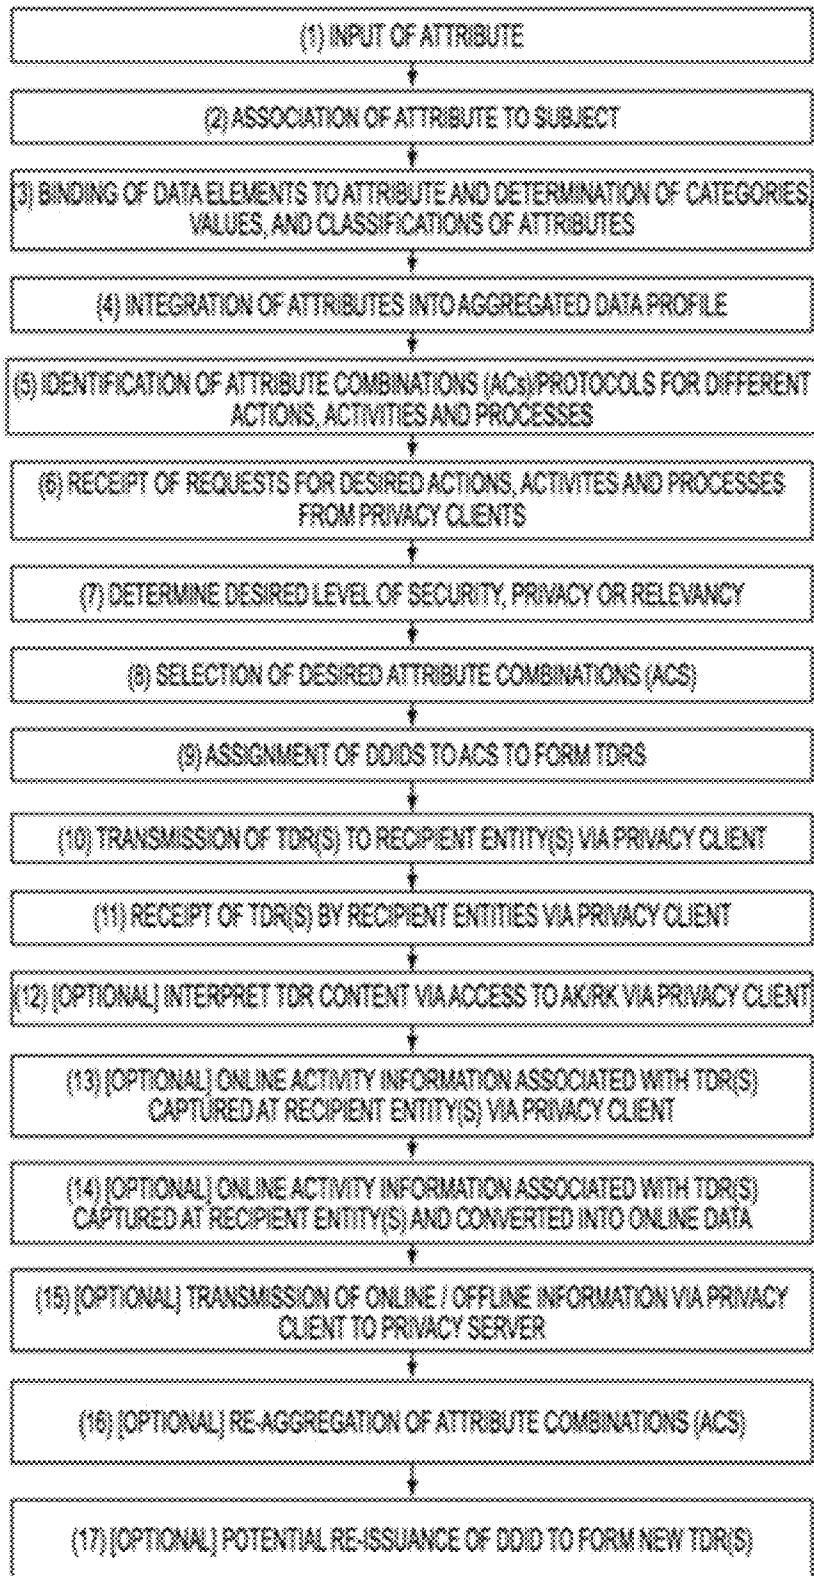 (1) INPUT OF ATTRIBUTE
(2) ASSOCIATION OF ATTRIBUTE TO SUBJECT
(3) BINDING OF DATA ELEMENTS TO ATTRIBUTE AND DETERMINATION OF CATEGORIES,
VALUES, AND CLASSIFICATIONS OF ATTRIBUTES
(4) INTEGRATION OF ATTRIBUTES INTO AGGREGATED DATA PROFILE
(5) IDENTIFICATION OF ATTRIBUTE COMBINATIONS (ACs)/PROTOCOLS FOR DIFFERENT
ACTIONS, ACTIVITIES AND PROCESSES
(6) RECEIPT OF REQUESTS FOR DESIRED ACTIONS, ACTIVITES AND PROCESSES
FROM PRIVACY CLIENTS
(7) DETERMINE DESIRED LEVEL OF SECURITY, PRIVACY OR RELEVANCY
(8) SELECTION OF DESIRED ATTRIBUTE COMBINATIONS (ACS)
(9) ASSIGNMENT OF DDIDS TO ACS TO FORM TDRS
(10) TRANSMISSION OF TDR(S) TO RECIPIENT ENTITY(S) VIA PRIVACY CLIENT
(11) RECEIPT OF TDR(S) BY RECIPIENT ENTITIES VIA PRIVACY CLIENT
(12) [OPTIONAL] INTERPRET TDR CONTENT VIA ACCESS TO AK/RK VIA PRIVACY CLIENT
(13) [OPTIONAL] ONLINE ACTIVITY INFORMATION ASSOCIATED WITH TDR(S)
CAPTURED AT RECIPIENT ENTITY(S) VIA PRIVACY CLIENT
(14) [OPTIONAL] ONLINE ACTIVITY INFORMATION ASSOCIATED WITH TDR(S)
CAPTURED AT RECIPIENT ENTITY(S) AND CONVERTED INTO ONLINE DATA
(15) [OPTIONAL] TRANSMISSION OF ONLINE / OFFLINE INFORMATION VIA PRIVACY
CLIENT TO PRIVACY SERVER
(16) [OPTIONAL] RE-AGGREGATION OF ATTRIBUTE COMBINATIONS (ACS)
(17) [OPTIONAL] POTENTIAL RE-ISSUANCE OF DDID TO FORM NEW TDR(S)